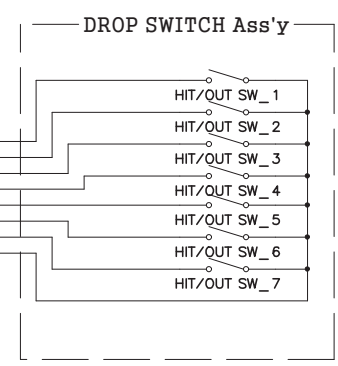 DROP SWITCH Ass'y
HIT/OUT SW_1
HIT/OUT SW_2
HIT/OUT SW_3
HIT/OUT SW_4
HIT/OUT SW_5
HIT/OUT SW_6
HIT/OUT SW_7